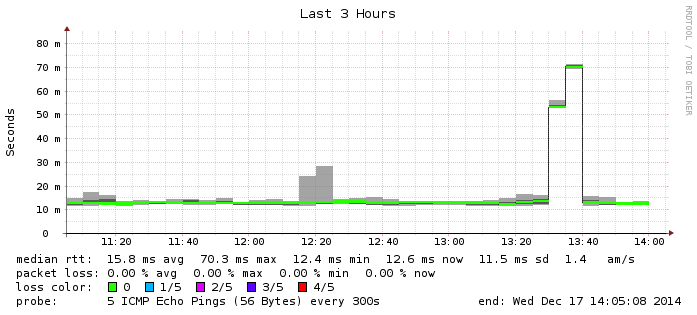 Last 3 Hours
RRDTOOL / TOBI OETIKER
Seconds
80 m
70 m
60 m
50 m
40 m
30 m
20 m
10 m
0
11:20 11:40 12:00 12:20 12:40 13:00 13:20 13:40 14:00
median rtt: 15.8 ms avg 70.3 ms max 12.4 ms min 12.6 ms now 11.5 ms sd 1.4 am/s
packet loss: 0.00 % avg 0.00 % max 0.00 % min 0.00 % now
loss color: 0 1/5 2/5 3/5 4/5
probe: 5 ICMP Echo Pings (56 Bytes) every 300s end: Wed Dec 17 14:05:08 2014